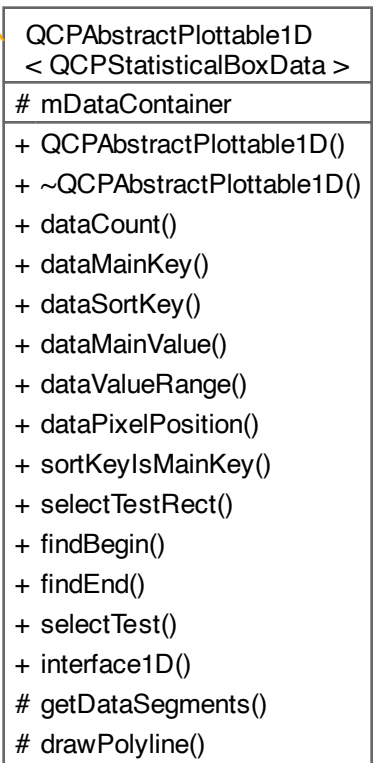 QCPAbstractPlottable1D
< QCPStatisticalBoxData >
# mDataContainer
+ QCPAbstractPlottable1D()
+ ~QCPAbstractPlottable1D()
+ dataCount()
+ dataMainKey()
+ dataSortKey()
+ dataMainValue()
+ dataValueRange()
+ dataPixelPosition()
+ sortKeyIsMainKey()
+ selectTestRect()
+ findBegin()
+ findEnd()
+ selectTest()
+ interface1D()
# getDataSegments()
# drawPolyline()